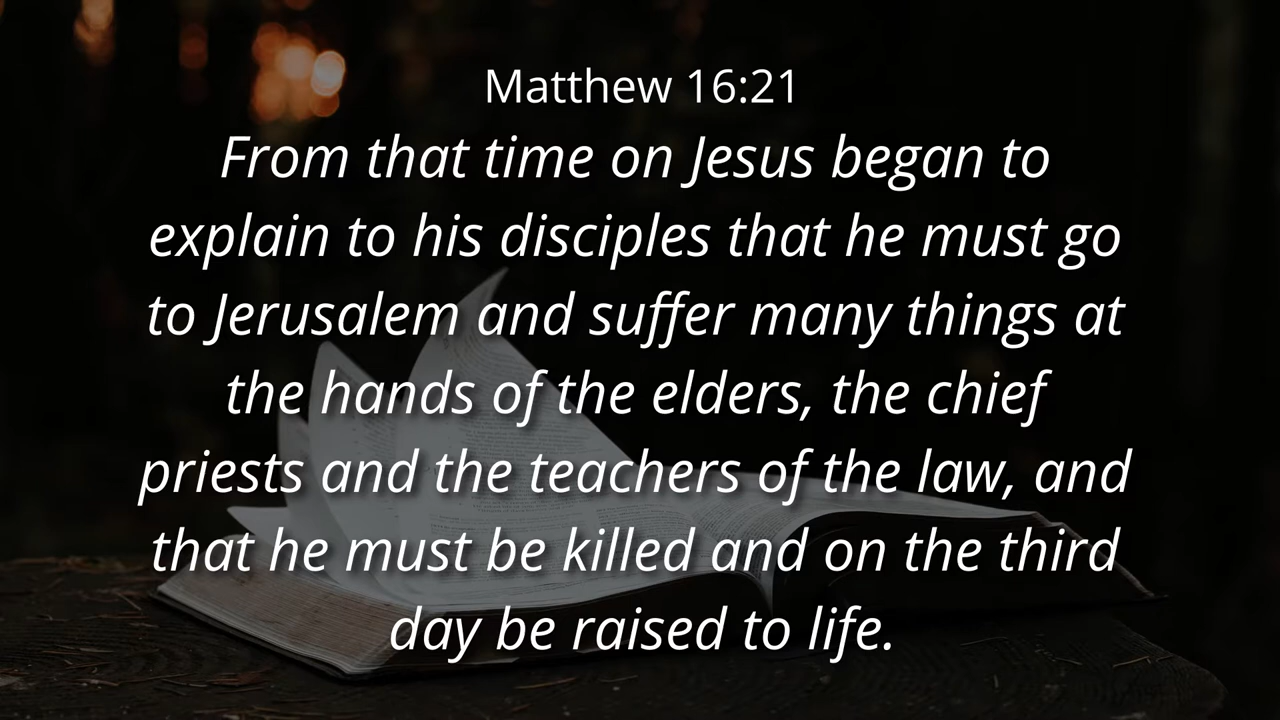 Matthew 16:21
From that time on Jesus began to
explain to his disciples that he must go
to Jerusalem and suffer many things at
the hands of the elders, the chief
priests and the teachers of the law, and
that he must be killed and on the third
day be raised to life.